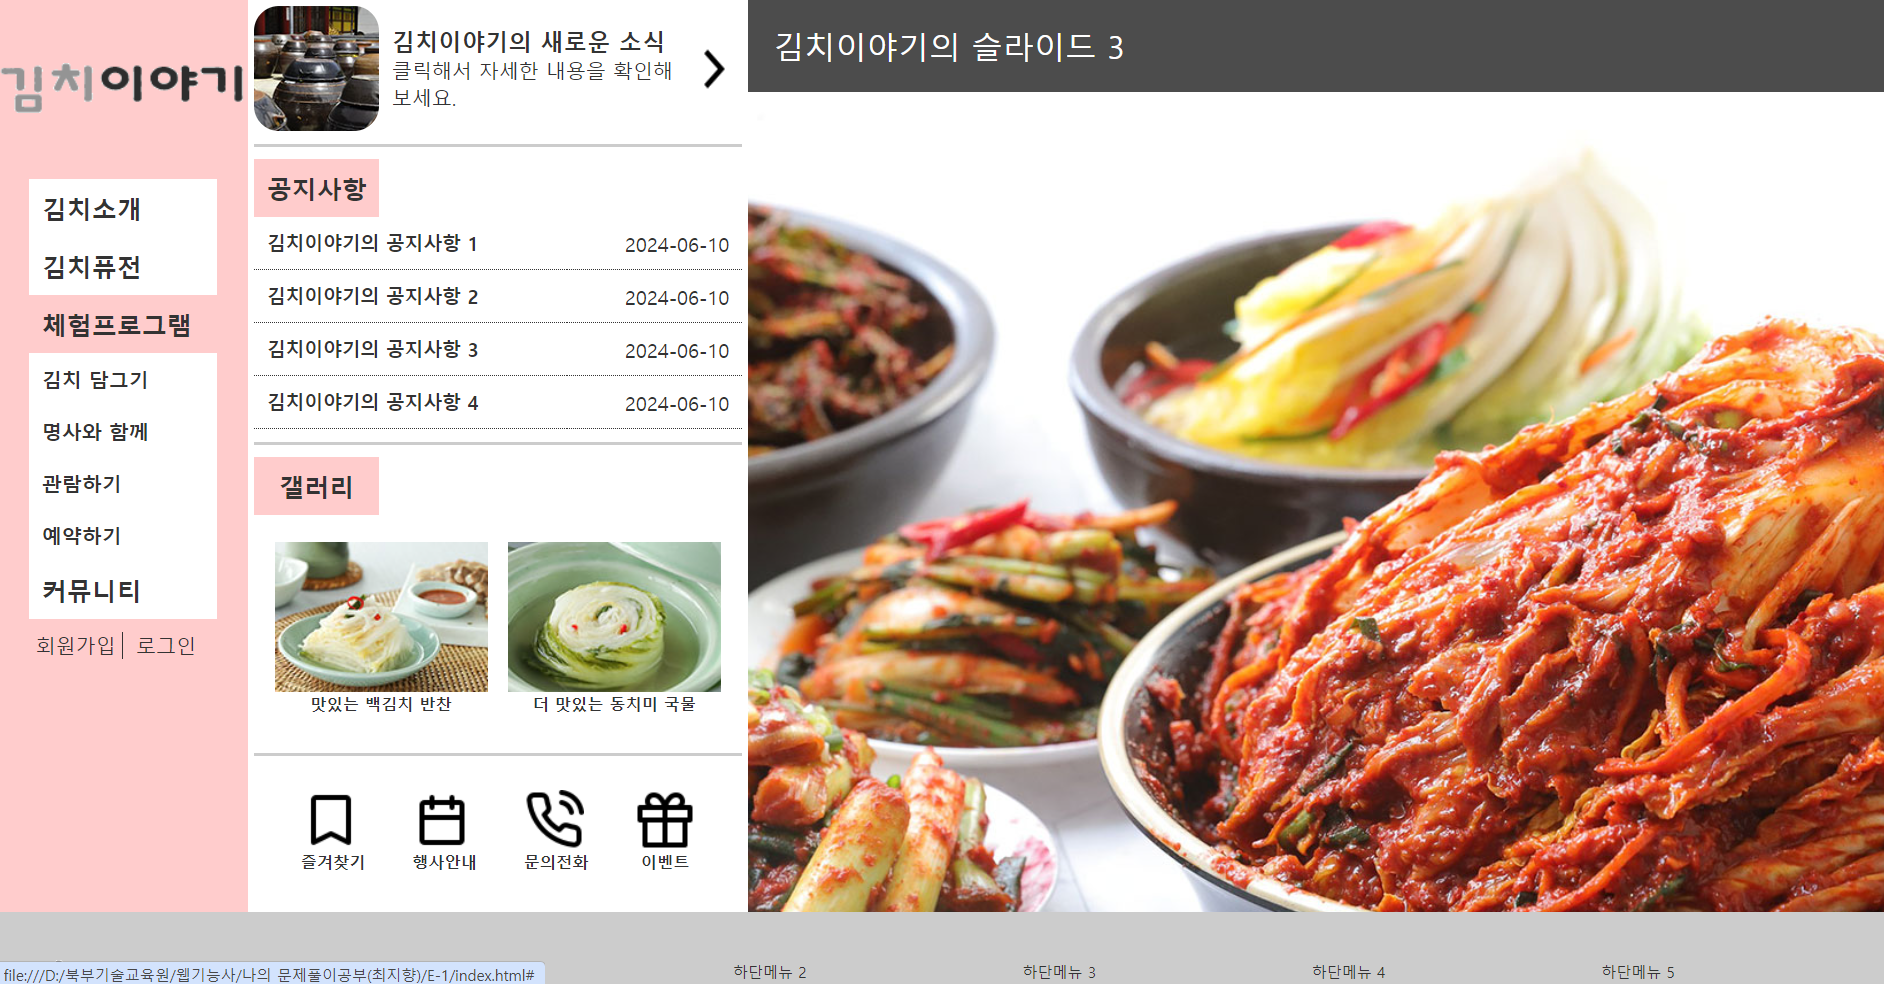 김치이야기
김치소개
김치퓨전
체험프로그램
김치 담그기
명사와 함께
관람하기
예약하기
커뮤니티
회원가입
로그인
김치이야기의 새로운 소식
클릭해서 자세한 내용을 확인해
보세요.
공지사항
김치이야기의 공지사항 1 2024-06-10
김치이야기의 공지사항 2 2024-06-10
김치이야기의 공지사항 3 2024-06-10
김치이야기의 공지사항 4 2024-06-10
갤러리
맛있는 백김치 반찬
더 맛있는 동치미 국물
즐겨찾기
행사안내
문의전화
이벤트
김치이야기의 슬라이드 3
하단메뉴 2
하단메뉴 3
하단메뉴 4
하단메뉴 5
file:///D:/북부기술교육원/웹기능사/나의 문제풀이공부(최지향)/E-1/index.html#